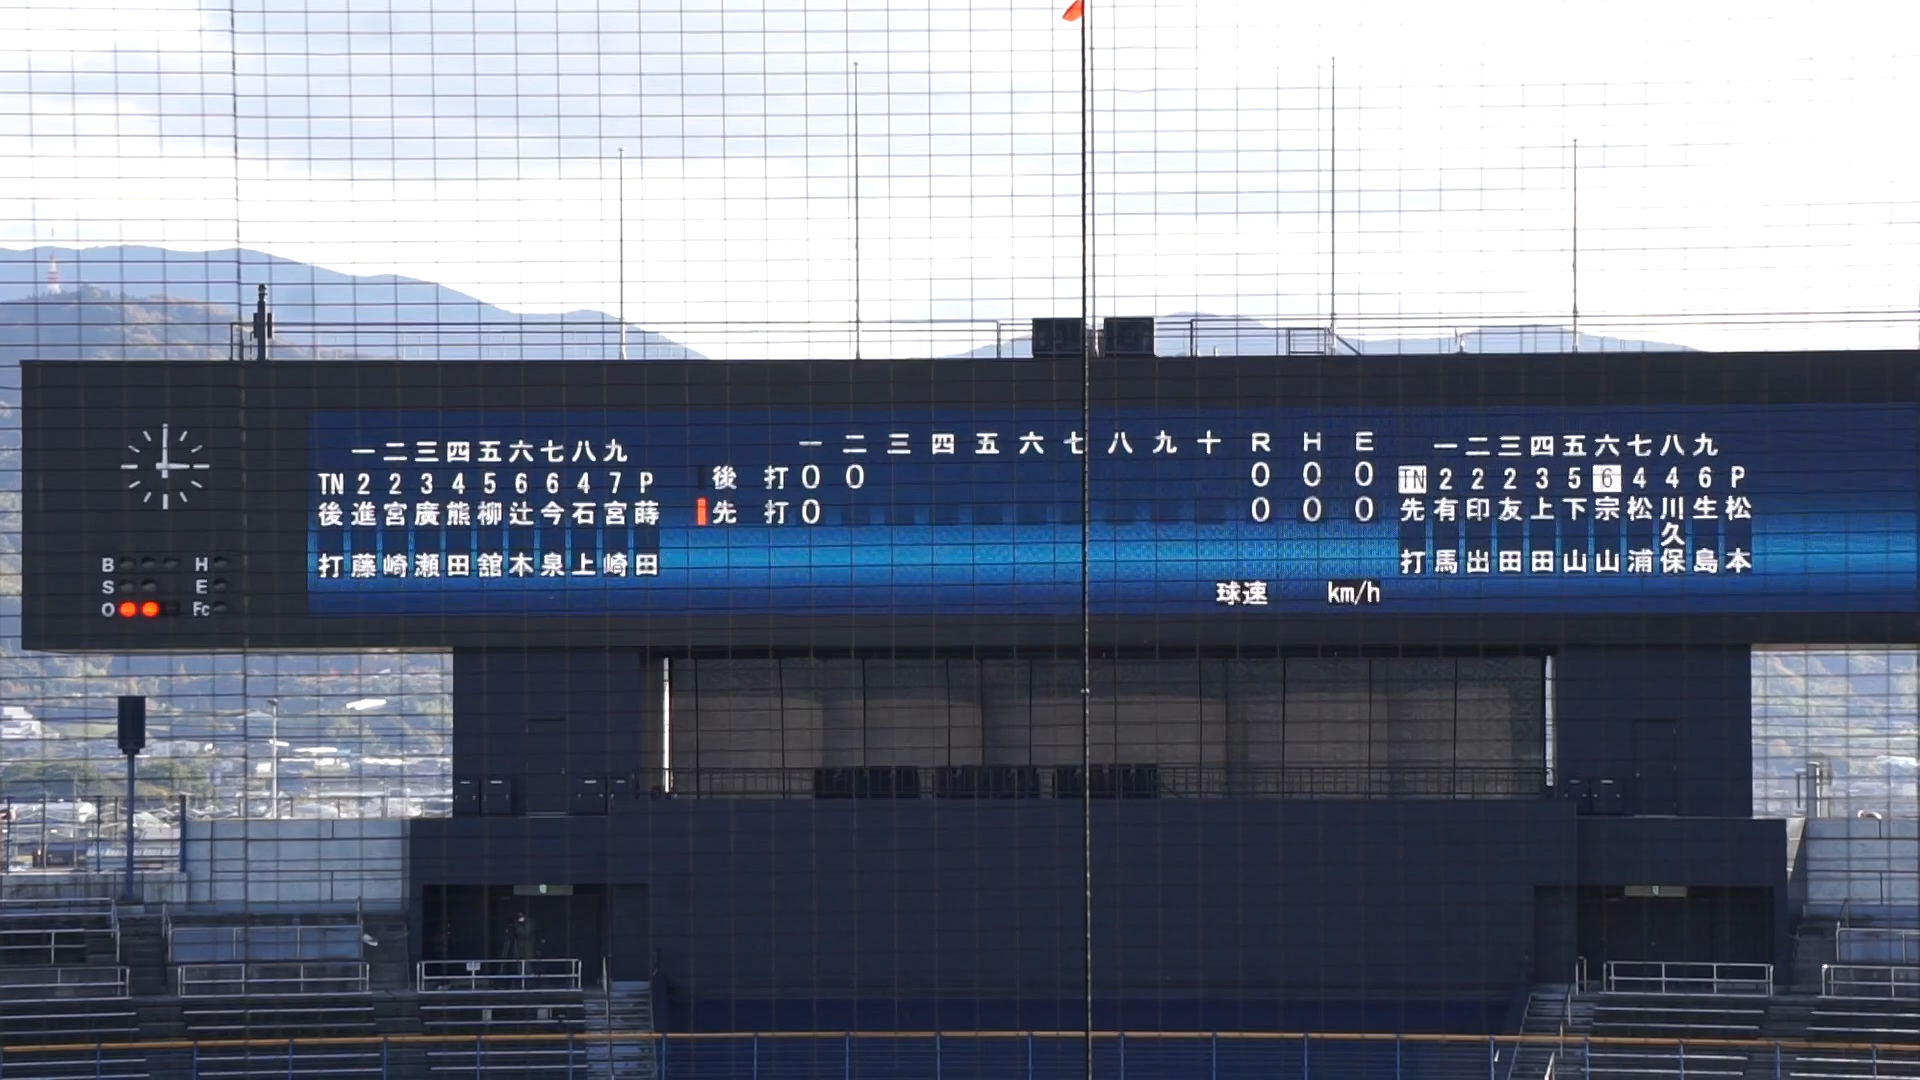 一二三四五六七八九
TN 2 2 3 4 5 6 6 4 7 P
後進宮廣熊柳辻今石宮蒔
打藤崎瀬田舘木泉上崎田
一 二 三 四 五 六 七 八 九 十 R H E
後 打 0 0 0 0 0
先 打 0 0 0 0
球速 km/h
一二三四五六七八九
TN 2 2 2 3 5 6 4 4 6 P
先有印友上下宗松川生松
久
打馬出田田山山浦保島本
B H
S E
O Fc